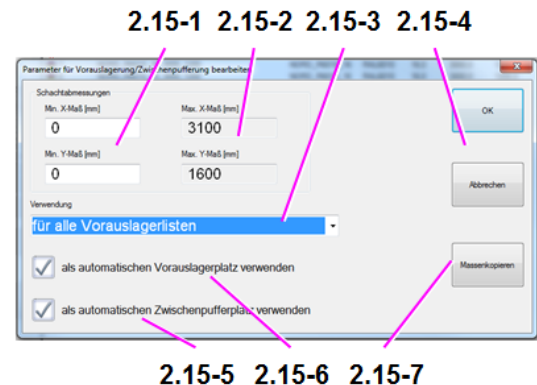 2.15-1 2.15-2 2.15-3 2.15-4
Parameter für Vorauslagerung/Zwischenpufferung bearbeiten
Schachtabmessungen
Min. X-Maß [mm] Max. X-Maß [mm]
0 3100
OK
Min. Y-Maß [mm] Max. Y-Maß [mm]
0 1600
Abbrechen
Verwendung
für alle Vorauslagerlisten
als automatischen Vorauslagerplatz verwenden
Massenkopieren
als automatischen Zwischenpufferplatz verwenden
2.15-5 2.15-6 2.15-7